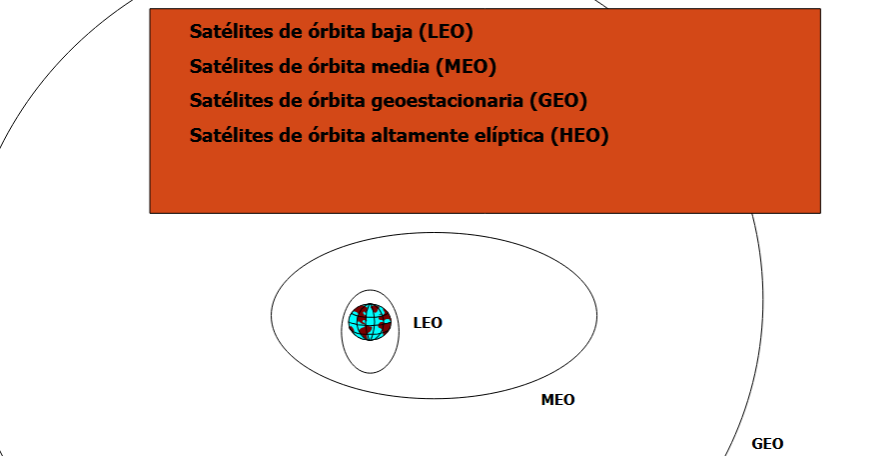 Satélites de órbita baja (LEO)
Satélites de órbita media (MEO)
Satélites de órbita geoestacionaria (GEO)
Satélites de órbita altamente elíptica (HEO)
LEO
MEO
GEO